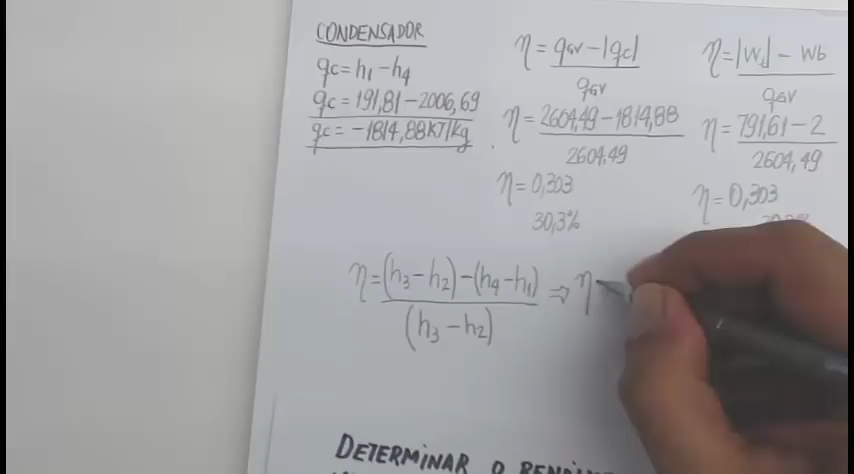 CONDENSADOR
qc = h1 - h4
qc = 191,81 - 2006,69
qc = -1814,88 KJ/kg
η = qGV - |qc|
qGV
η = 2604,49 - 1814,88
2604,49
η = 0,303
30,3%
η = |Wt| - Wb
qGV
η = 791,61 - 2
2604,49
η = 0,303
η = (h3 - h2) - (h4 - h1) ⇒ η
(h3 - h2)
DETERMINAR O